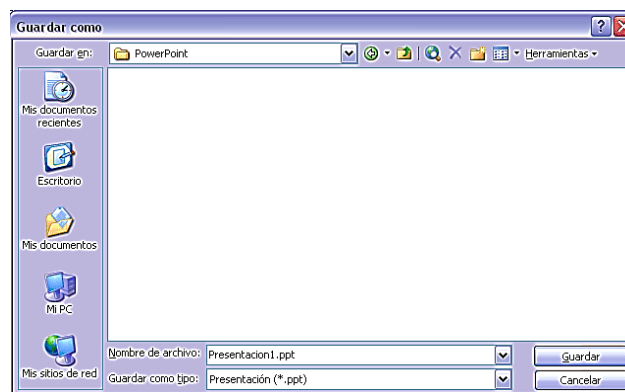 Guardar como
Guardar en:
PowerPoint
Herramientas
Mis documentos
recientes
Escritorio
Mis documentos
Mi PC
Mis sitios de red
Nombre de archivo:
Presentacion1.ppt
Guardar
Guardar como tipo:
Presentación (*.ppt)
Cancelar